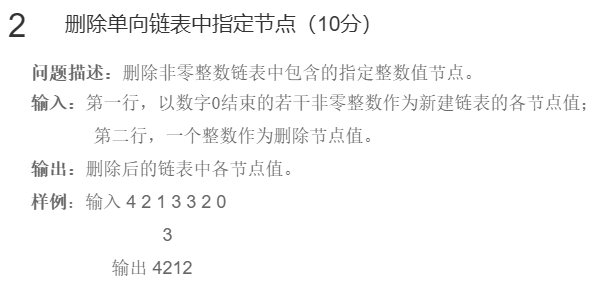 2 删除单向链表中指定节点（10分）
问题描述：删除非零整数链表中包含的指定整数值节点。
输入：第一行，以数字0结束的若干非零整数作为新建链表的各节点值；
第二行，一个整数作为删除节点值。
输出：删除后的链表中各节点值。
样例：输入 4 2 1 3 3 2 0
3
输出 4212